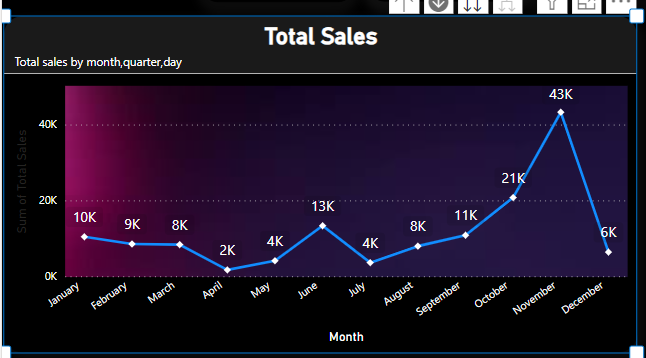 Total Sales
Total sales by month,quarter,day
Sum of Total Sales
40K
20K
0K
10K
9K
8K
2K
4K
13K
4K
8K
11K
21K
43K
6K
January
February
March
April
May
June
July
August
September
October
November
December
Month